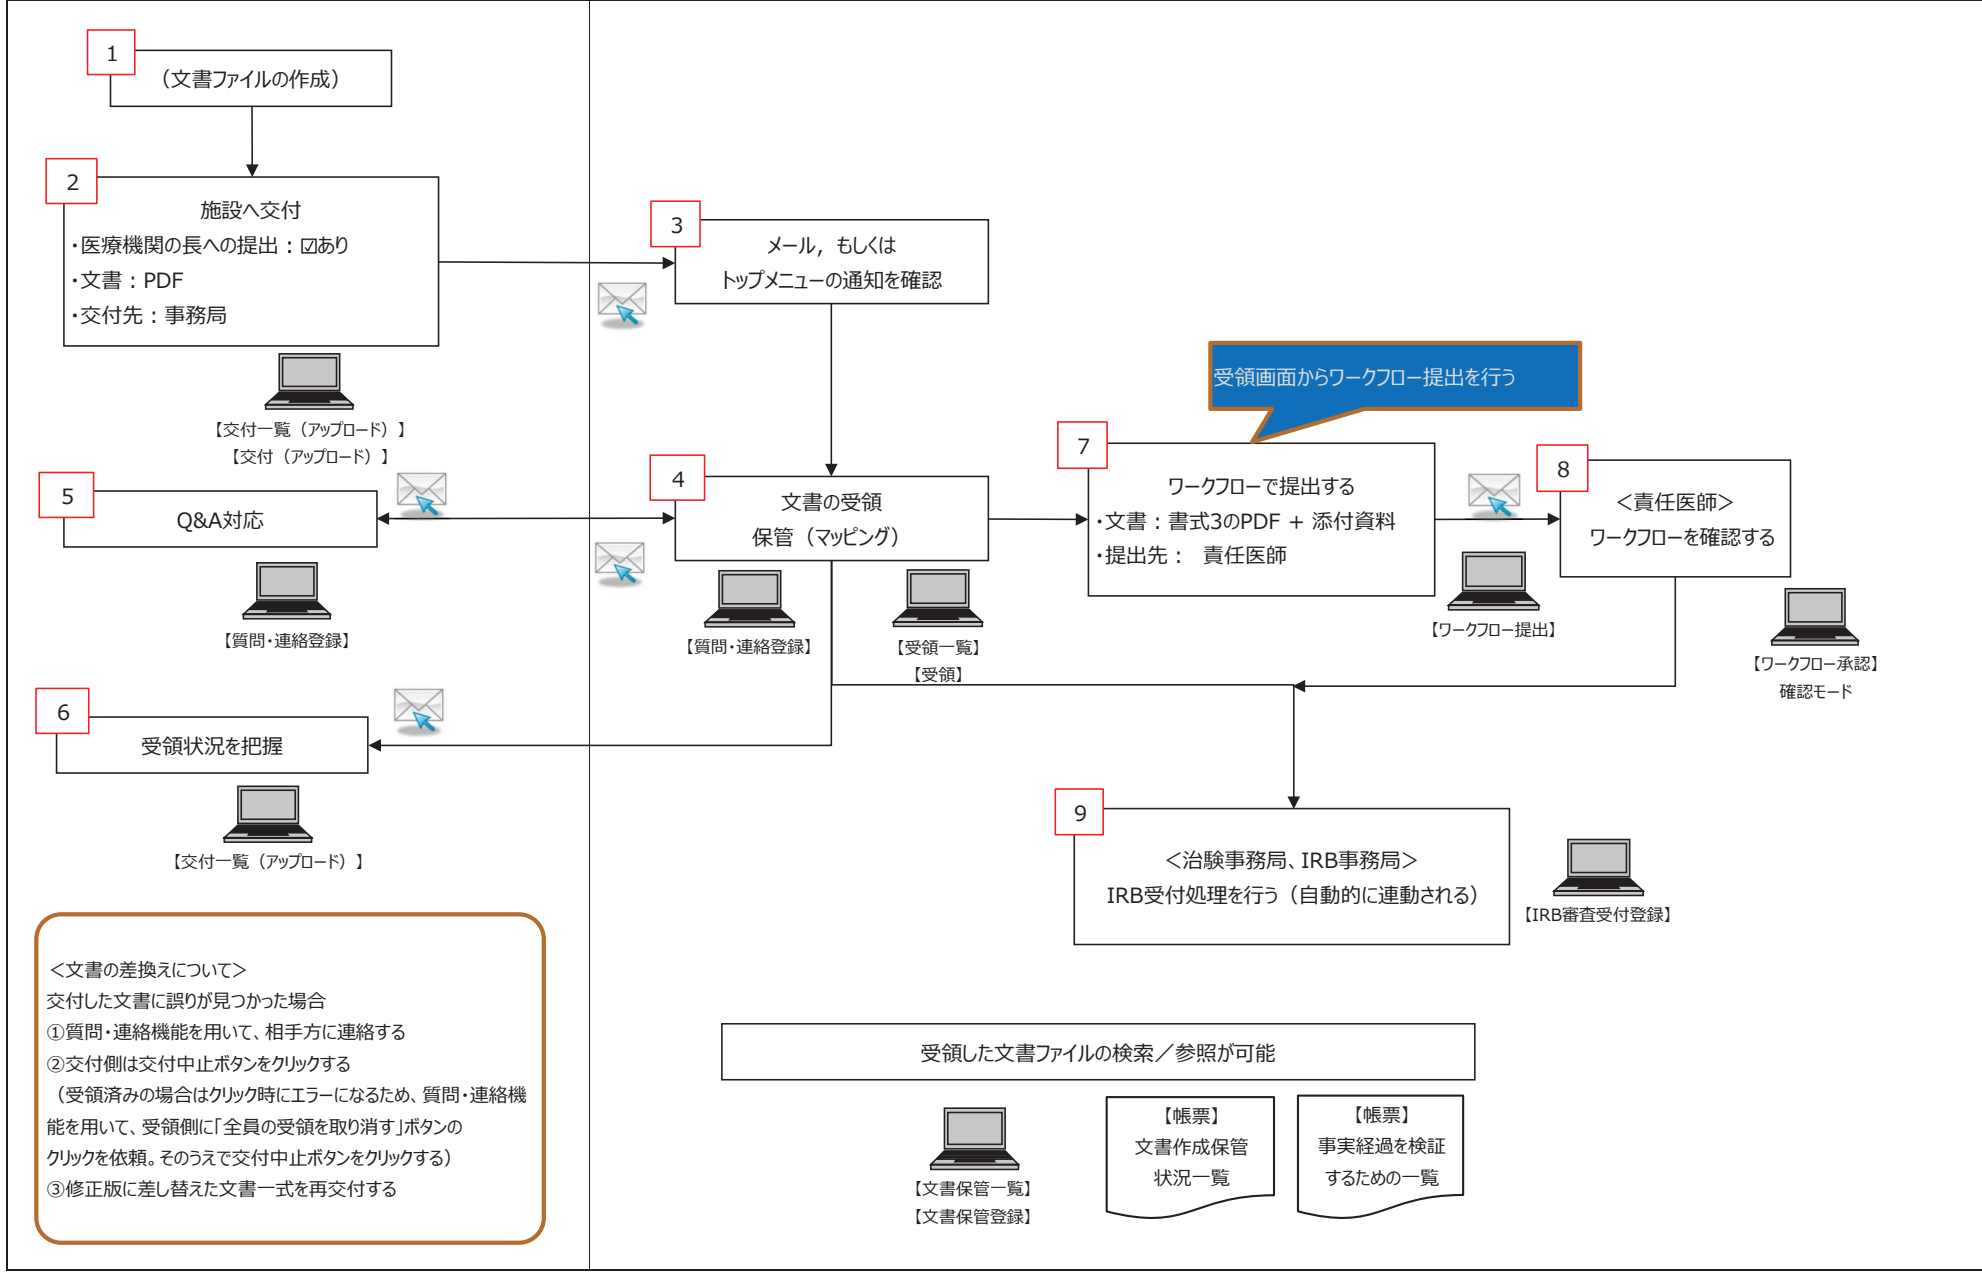 1
（文書ファイルの作成）
2
施設へ交付
・医療機関の長への提出：☑あり
・文書：PDF
・交付先：事務局
【交付一覧（アップロード）】
【交付（アップロード）】
3
メール，もしくは
トップメニューの通知を確認
4
文書の受領
保管（マッピング）
【質問・連絡登録】
【受領一覧】
【受領】
5
Q&A対応
【質問・連絡登録】
6
受領状況を把握
【交付一覧（アップロード）】
受領画面からワークフロー提出を行う
7
ワークフローで提出する
・文書：書式3のPDF + 添付資料
・提出先： 責任医師
【ワークフロー提出】
8
＜責任医師＞
ワークフローを確認する
【ワークフロー承認】
確認モード
9
＜治験事務局、IRB事務局＞
IRB受付処理を行う（自動的に連動される）
【IRB審査受付登録】
＜文書の差換えについて＞
交付した文書に誤りが見つかった場合
①質問・連絡機能を用いて、相手方に連絡する
②交付側は交付中止ボタンをクリックする
（受領済みの場合はクリック時にエラーになるため、質問・連絡機
能を用いて、受領側に「全員の受領を取り消す」ボタンの
クリックを依頼。そのうえで交付中止ボタンをクリックする）
③修正版に差し替えた文書一式を再交付する
受領した文書ファイルの検索／参照が可能
【文書保管一覧】
【文書保管登録】
【帳票】
文書作成保管
状況一覧
【帳票】
事実経過を検証
するための一覧